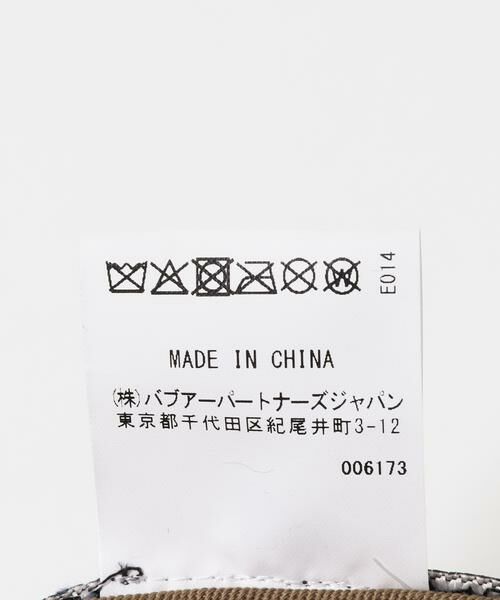 W
E014
MADE IN CHINA
(株)バブアーパートナーズジャパン
東京都千代田区紀尾井町3-12
006173